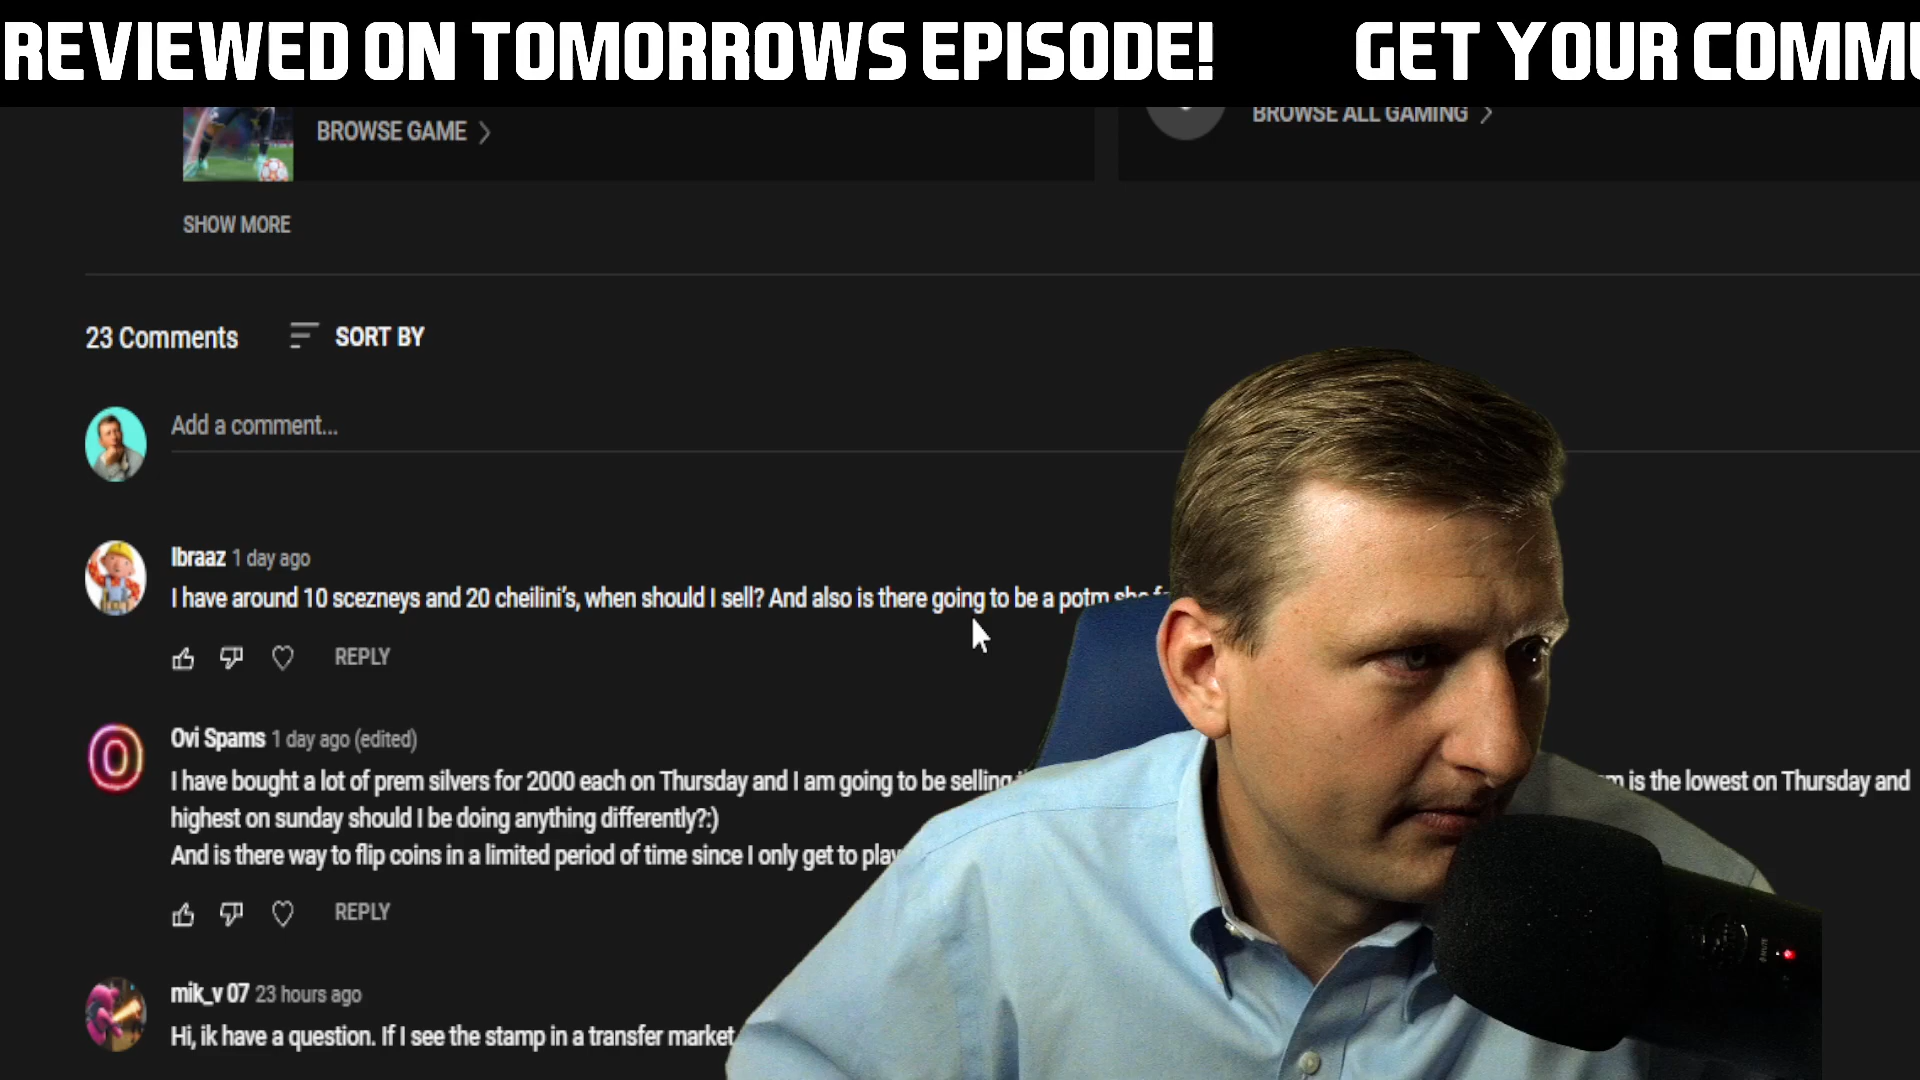 REVIEWED ON TOMORROWS EPISODE! GET YOUR COMM
BROWSE GAME
BROWSE ALL GAMING
SHOW MORE
23 Comments SORT BY
Add a comment...
Ibraaz 1 day ago
I have around 10 scezneys and 20 cheilini's, when should I sell? And also is there going to be a potm sbc
REPLY
Ovi Spams 1 day ago (edited)
I have bought a lot of prem silvers for 2000 each on Thursday and I am going to be selling is the lowest on Thursday and
highest on sunday should I be doing anything differently?:)
And is there way to flip coins in a limited period of time since I only get to play
REPLY
mik_v 07 23 hours ago
Hi, ik have a question. If I see the stamp in a transfer market